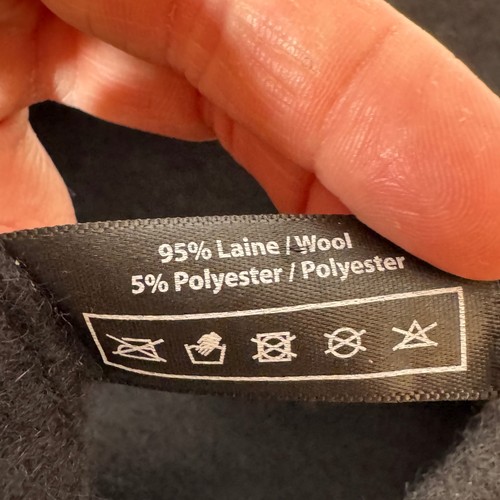 95% Laine / Wool
5% Polyester / Polyester